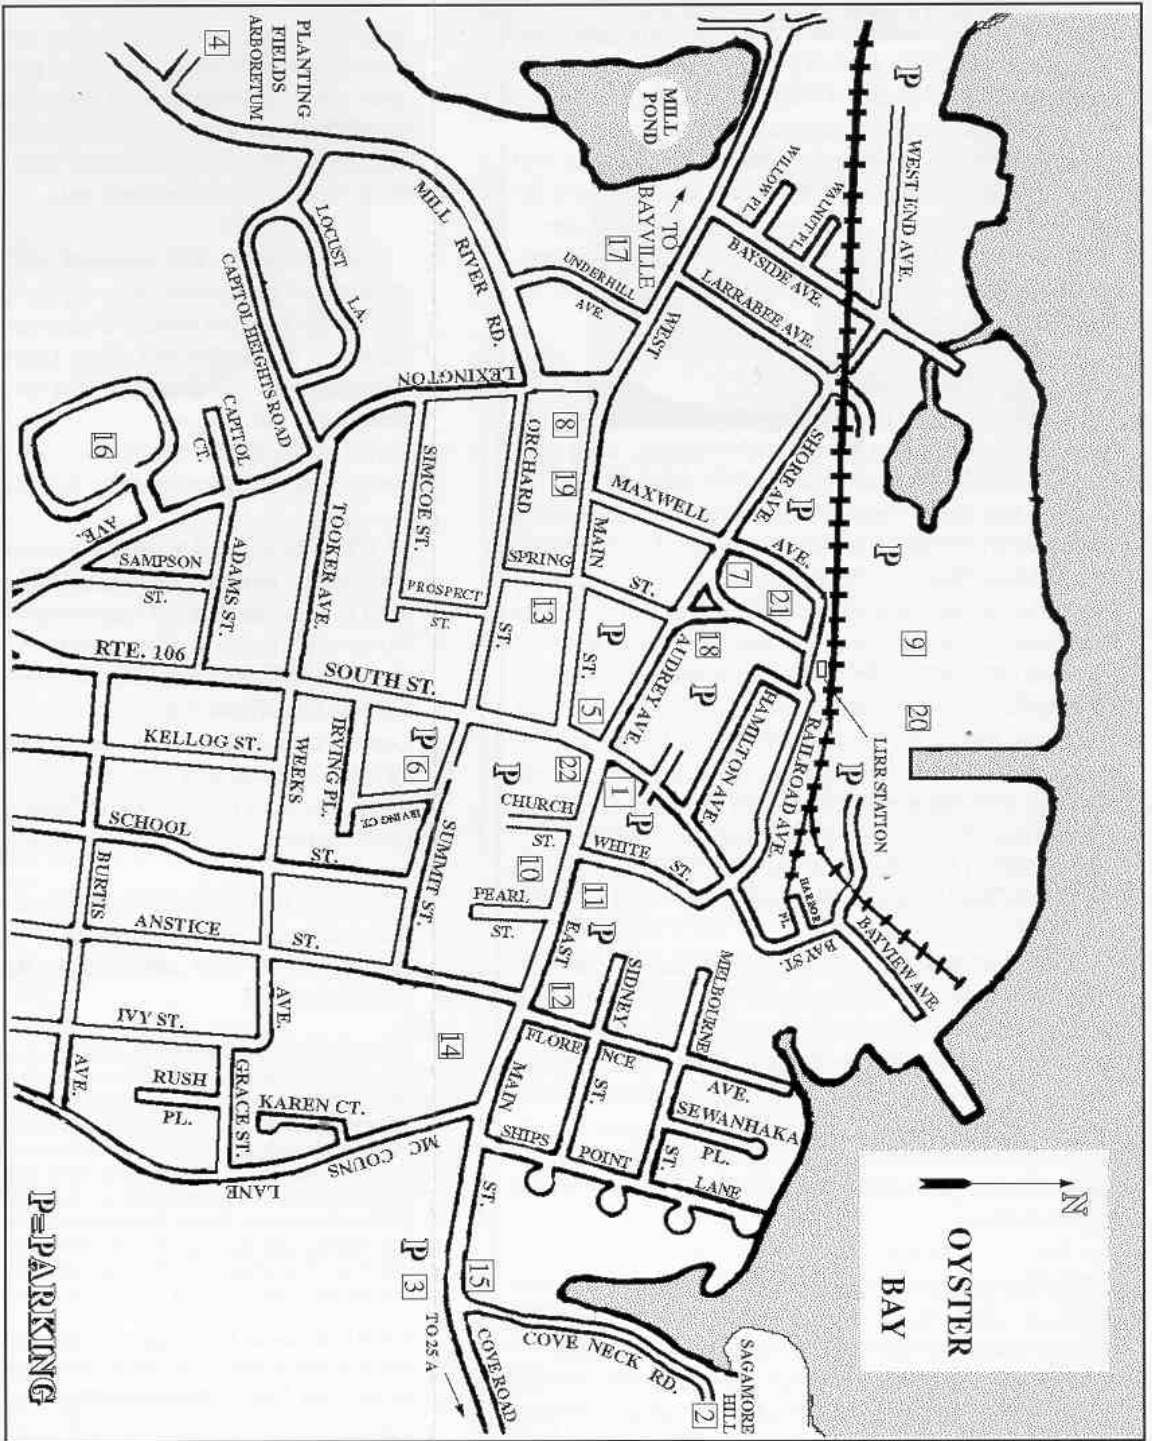 OYSTER
BAY
N
P=PARKING
WEST END AVE.
P
WILLOW PL.
WALNUT PL.
BAYSIDE AVE.
LARRABEE AVE.
MILL
POND
TO
BAYVILLE
17
PLANTING
FIELDS
ARBORETUM
4
MILL RIVER RD.
UNDERHILL
AVE.
LOCUST LA.
CAPITOL HEIGHTS ROAD
LEXINGTON
AVE.
CAPITOL
CT.
16
WEST MAIN ST.
SHORE AVE.
P
P
MAXWELL AVE.
7
21
9
20
LIRR STATION
P
8
19
ORCHARD ST.
SPRING ST.
SIMCOE ST.
PROSPECT
ST.
13
P
5
18
P
AUDREY AVE.
HAMILTON AVE.
RAILROAD AVE.
TOOKER AVE.
ADAMS ST.
SAMPSON
ST.
RTE. 106
SOUTH ST.
KELLOG ST.
WEEKS AVE.
IRVING PL.
IRVING CT.
P
6
P
22
1
P
CHURCH
ST.
WHITE ST.
10
11
P
PEARL
ST.
SUMMIT ST.
SCHOOL ST.
BURTIS AVE.
ANSTICE ST.
IVY ST.
EAST MAIN ST.
HARBOR
PL.
BAY ST.
BAYVIEW AVE.
MELBOURNE ST.
SIDNEY ST.
12
14
FLORENCE AVE.
SEWANHAKA
PL.
SHIPS POINT LANE
RUSH
PL.
GRACE ST.
KAREN CT.
MC COUNS LANE
P
3
15
TO 25 A
COVE ROAD
COVE NECK RD.
2
SAGAMORE
HILL